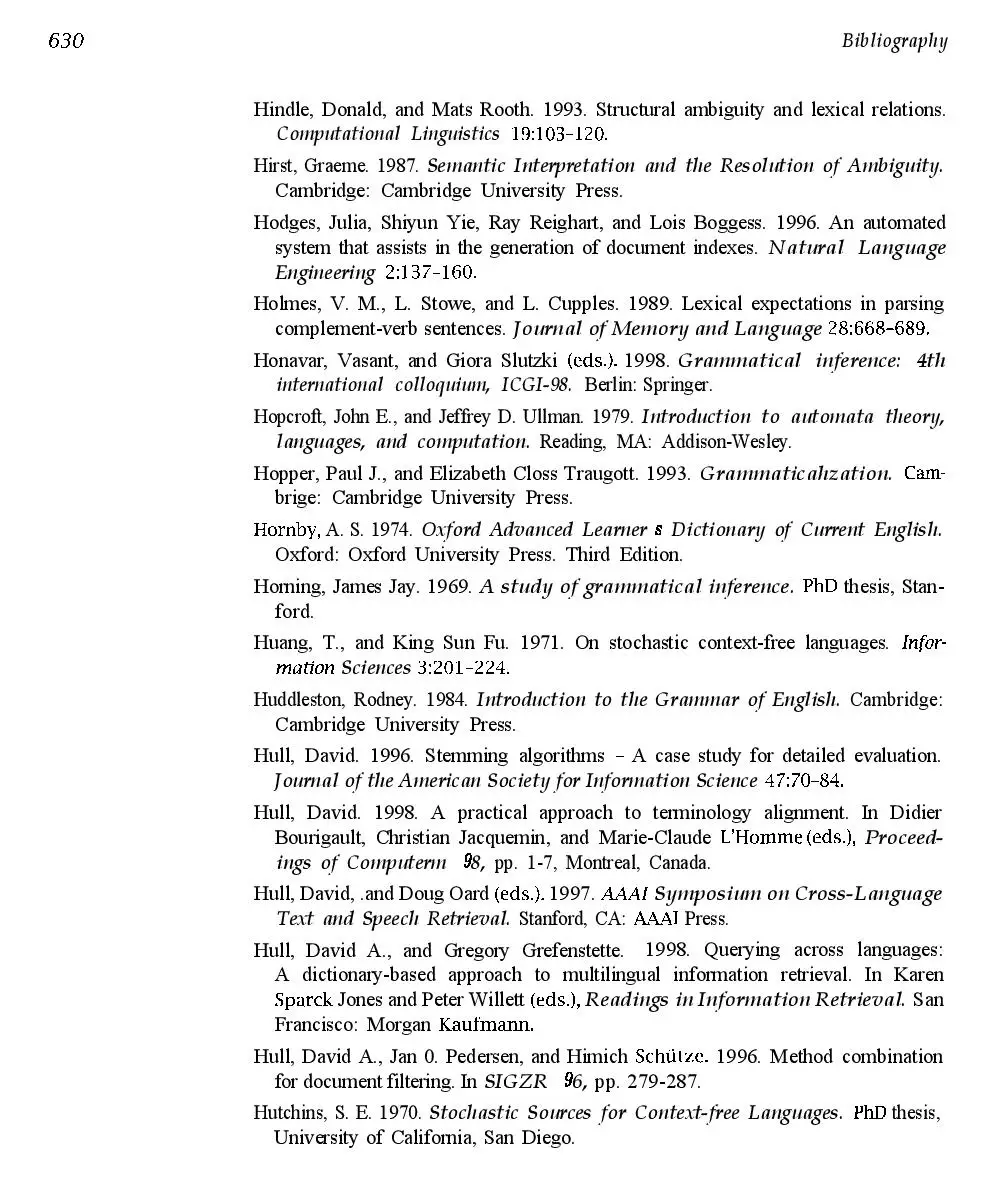 630
Bibliography
Hindle, Donald, and Mats Rooth. 1993. Structural ambiguity and lexical relations.
Computational Linguistics 19:103–120.
Hirst, Graeme. 1987. Semantic Interpretation and the Resolution of Ambiguity.
Cambridge: Cambridge University Press.
Hodges, Julia, Shiyun Yie, Ray Reighart, and Lois Boggess. 1996. An automated
system that assists in the generation of document indexes. Natural Language
Engineering 2:137–160.
Holmes, V. M., L. Stowe, and L. Cupples. 1989. Lexical expectations in parsing
complement-verb sentences. Journal of Memory and Language 28:668–689.
Honavar, Vasant, and Giora Slutzki (eds.). 1998. Grammatical inference: 4th
international colloquium, ICGI-98. Berlin: Springer.
Hopcroft, John E., and Jeffrey D. Ullman. 1979. Introduction to automata theory,
languages, and computation. Reading, MA: Addison-Wesley.
Hopper, Paul J., and Elizabeth Closs Traugott. 1993. Grammaticahzation. Cam-
brige: Cambridge University Press.
Hornby, A. S. 1974. Oxford Advanced Learner s Dictionary of Current English.
Oxford: Oxford University Press. Third Edition.
Horning, James Jay. 1969. A study of grammatical inference. PhD thesis, Stan-
ford.
Huang, T., and King Sun Fu. 1971. On stochastic context-free languages. Infor-
mation Sciences 3:201–224.
Huddleston, Rodney. 1984. Introduction to the Grammar of English. Cambridge:
Cambridge University Press.
Hull, David. 1996. Stemming algorithms – A case study for detailed evaluation.
Journal of the American Society for Information Science 47:70–84.
Hull, David. 1998. A practical approach to terminology alignment. In Didier
Bourigault, Christian Jacquemin, and Marie-Claude L'Homme (eds.), Proceed-
ings of Computerm 98, pp. 1-7, Montreal, Canada.
Hull, David, .and Doug Oard (eds.). 1997. AAAI Symposium on Cross-Language
Text and Speech Retrieval. Stanford, CA: AAAI Press.
Hull, David A., and Gregory Grefenstette. 1998. Querying across languages:
A dictionary-based approach to multilingual information retrieval. In Karen
Sparck Jones and Peter Willett (eds.), Readings in Information Retrieval. San
Francisco: Morgan Kaufmann.
Hull, David A., Jan 0. Pedersen, and Himich Schütze. 1996. Method combination
for document filtering. In SIGZR 96, pp. 279-287.
Hutchins, S. E. 1970. Stochastic Sources for Context-free Languages. PhD thesis,
University of California, San Diego.